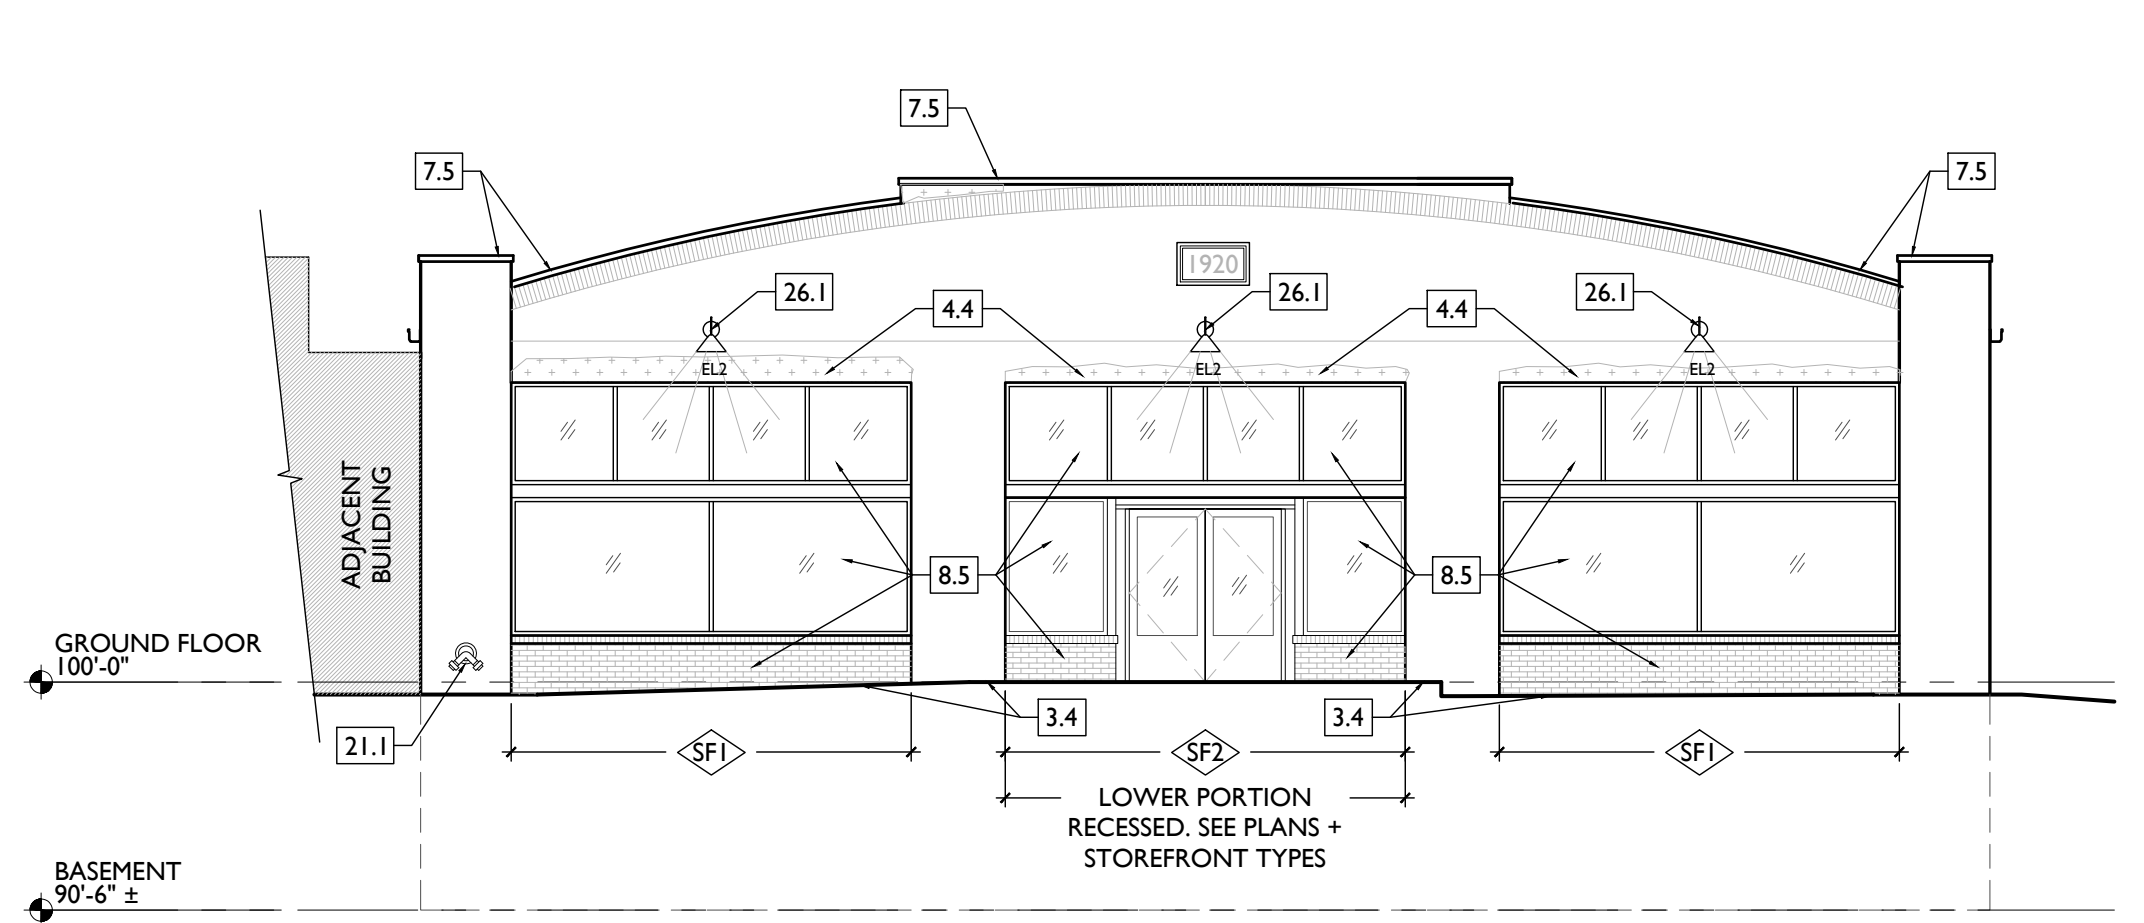 7.5
7.5
7.5
1920
26.1
26.1
26.1
4.4
4.4
EL2
EL2
EL2
ADJACENT
BUILDING
8.5
8.5
GROUND FLOOR
100'-0"
21.1
3.4
3.4
SF1
SF2
SF1
LOWER PORTION
RECESSED. SEE PLANS +
STOREFRONT TYPES
BASEMENT
90'-6" ±